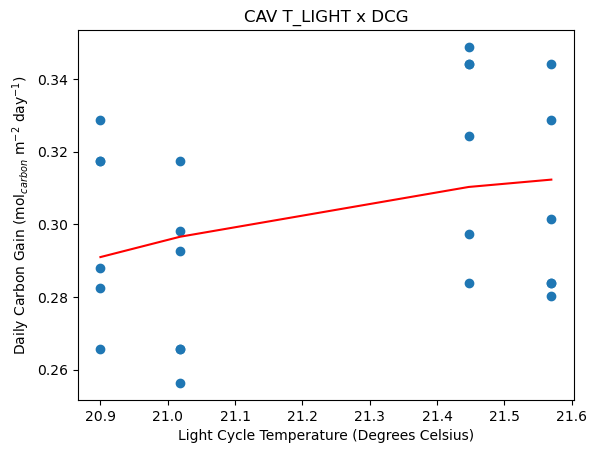 CAV T_LIGHT x DCG
Daily Carbon Gain (mol_{carbon} m^{-2} day^{-1})
0.34
0.32
0.30
0.28
0.26
20.9 21.0 21.1 21.2 21.3 21.4 21.5 21.6
Light Cycle Temperature (Degrees Celsius)